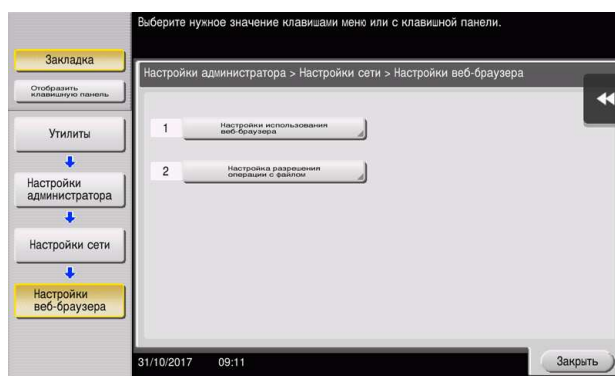 Выберите нужное значение клавишами меню или с клавишной панели.
Закладка
Отобразить
клавишную панель
Утилиты
Настройки
администратора
Настройки сети
Настройки
веб-браузера
Настройки администратора > Настройки сети > Настройки веб-браузера
1
Настройки использования
веб-браузера
2
Настройка разрешения
операции с файлом
31/10/2017 09:11
Закрыть